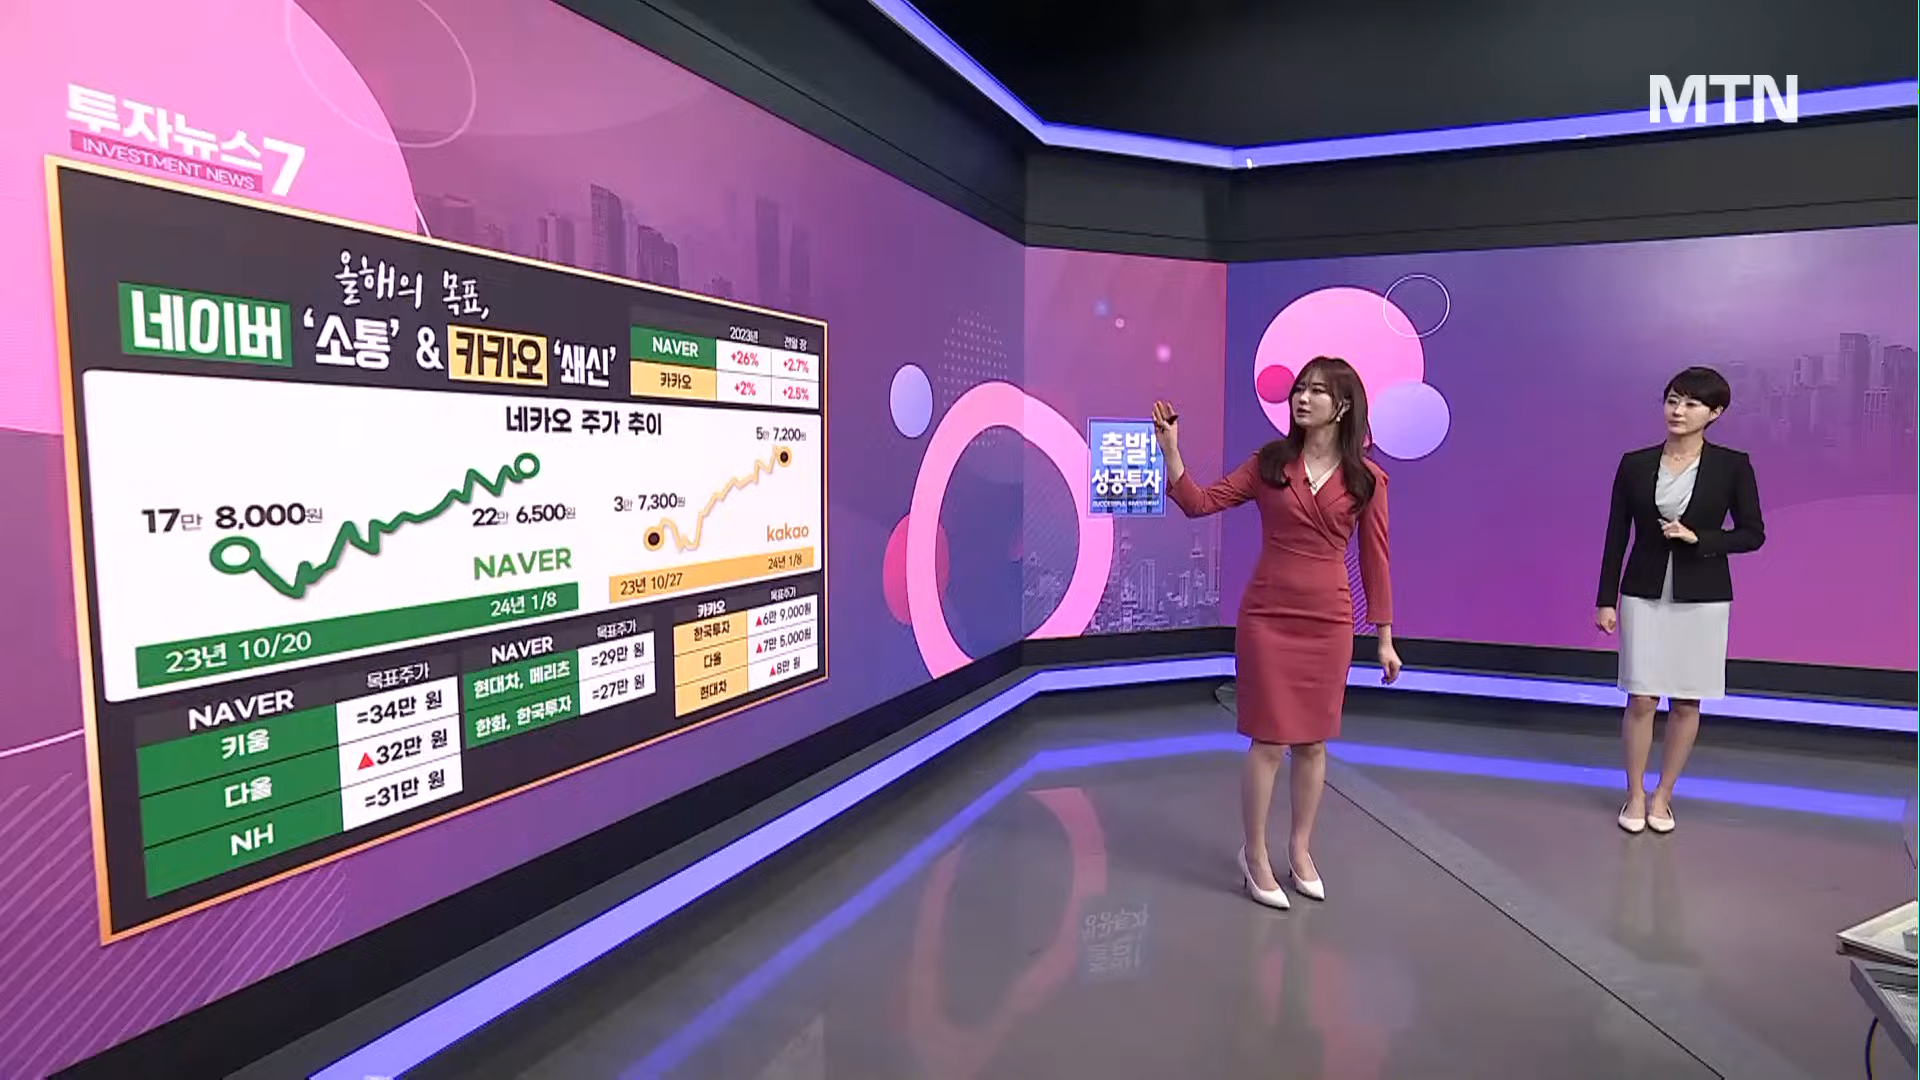 MTN
투자뉴스7
INVESTMENT NEWS
올해의 목표,
네이버 '소통' & 카카오 '쇄신'
2023년 전일 장
NAVER +26% +2.7%
카카오 +2% +2.5%
네카오 주가 추이
17만 8,000원
22만 6,500원
NAVER
23년 10/20 24년 1/8
3만 7,300원
5만 7,200원
kakao
23년 10/27 24년 1/8
NAVER 목표주가
키움 =34만 원
다올 ▲32만 원
NH =31만 원
NAVER 목표주가
현대차, 메리츠 =29만 원
한화, 한국투자 =27만 원
카카오 목표주가
한국투자 ▲6만 9,000원
다올 ▲7만 5,000원
현대차 ▲8만 원
출발!
성공투자
SUCCESSFUL INVESTMENT